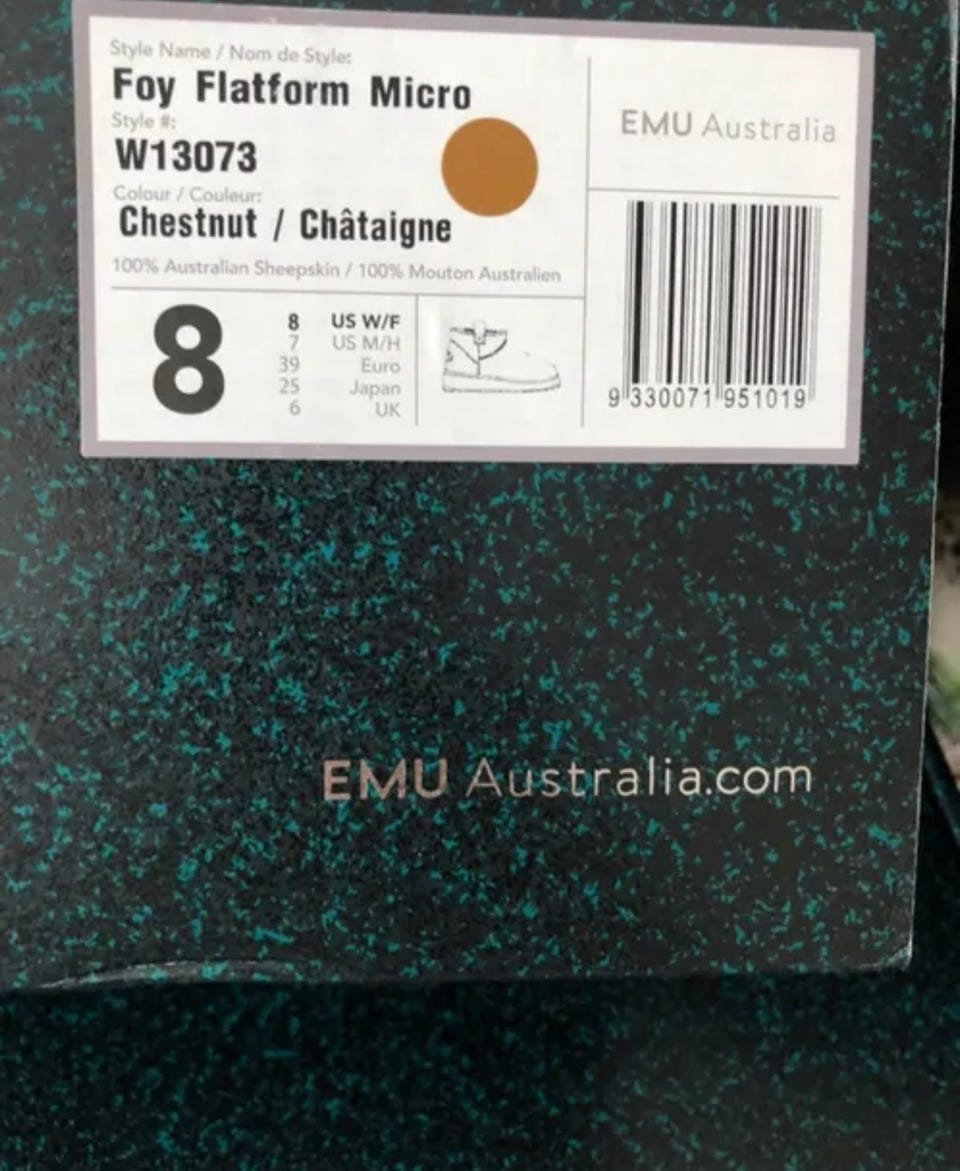 Style Name / Nom de Style:
Foy Flatform Micro
Style #:
W13073
Colour / Couleur:
Chestnut / Châtaigne
100% Australian Sheepskin / 100% Mouton Australien
8
8 US W/F
7 US M/H
39 Euro
25 Japan
6 UK
EMU Australia
9 330071 951019
EMU Australia.com